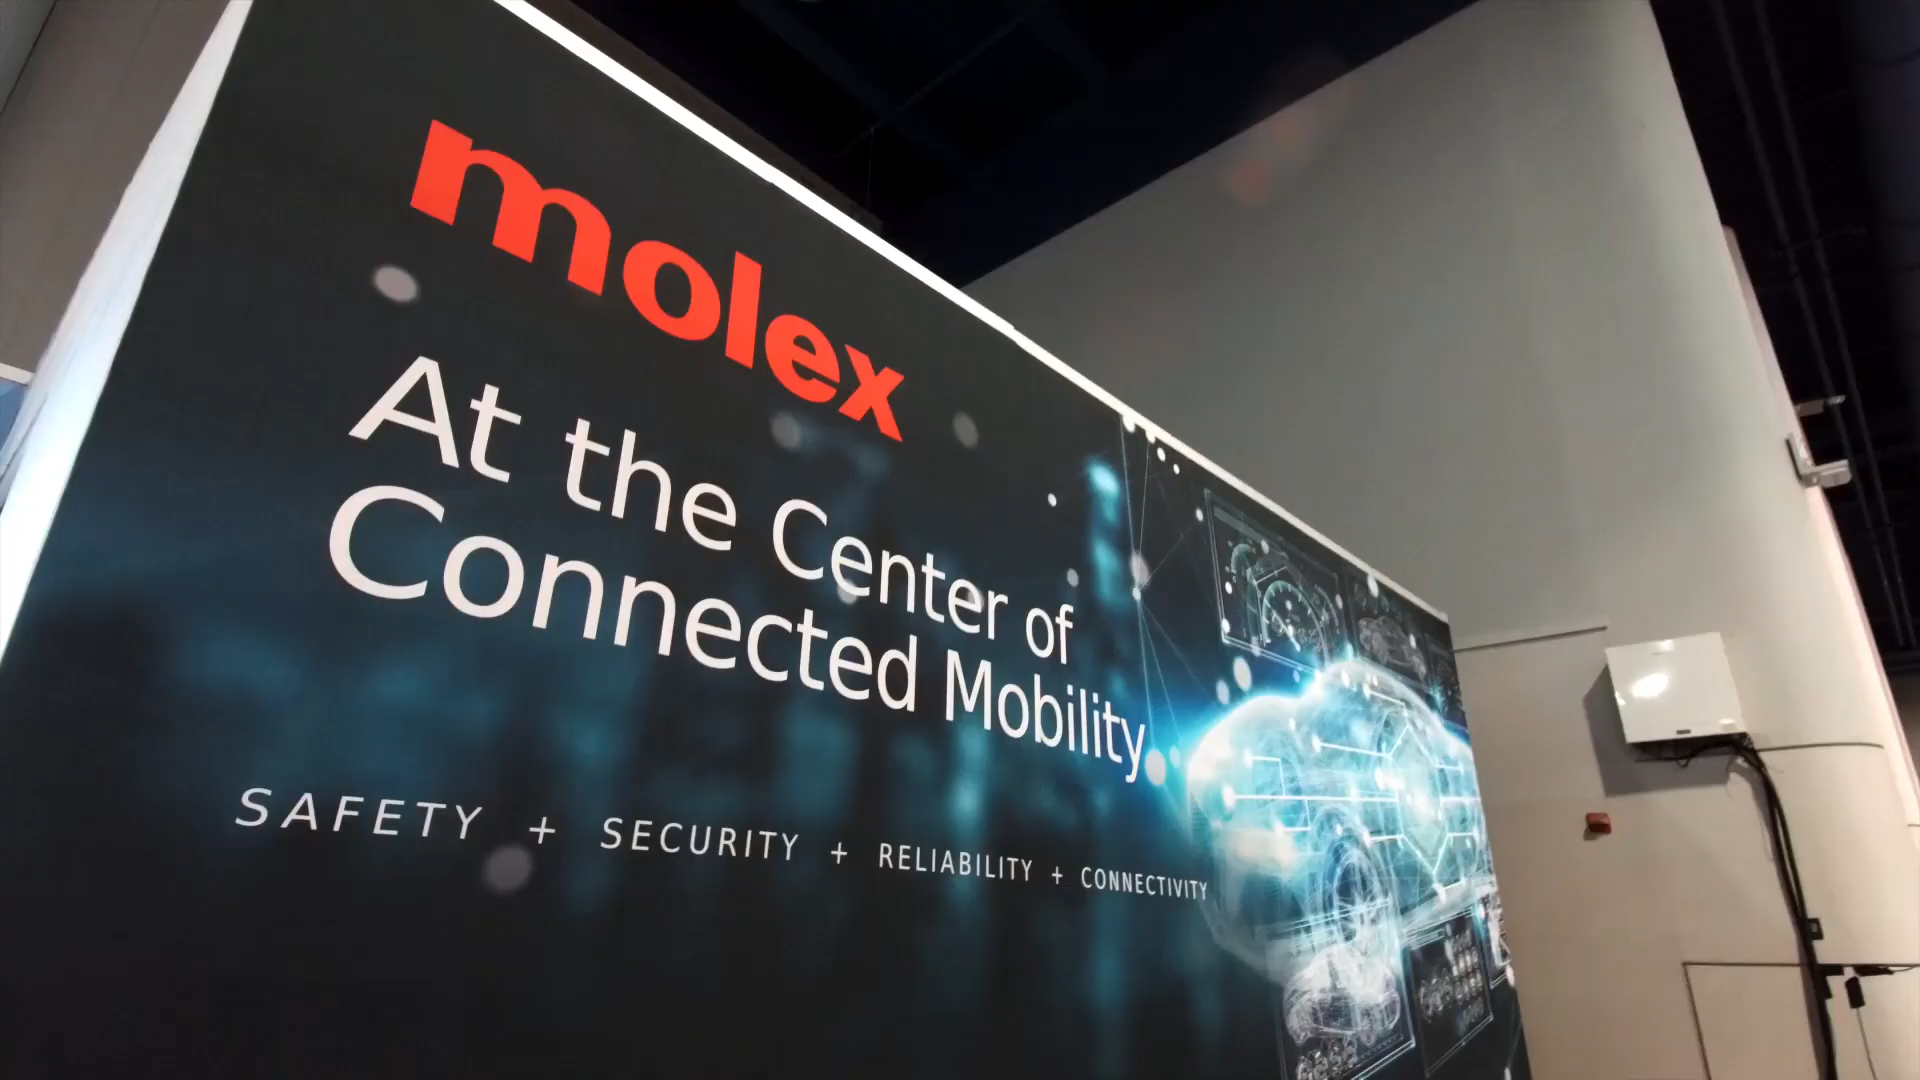 molex
At the Center of
Connected Mobility
SAFETY + SECURITY + RELIABILITY + CONNECTIVITY